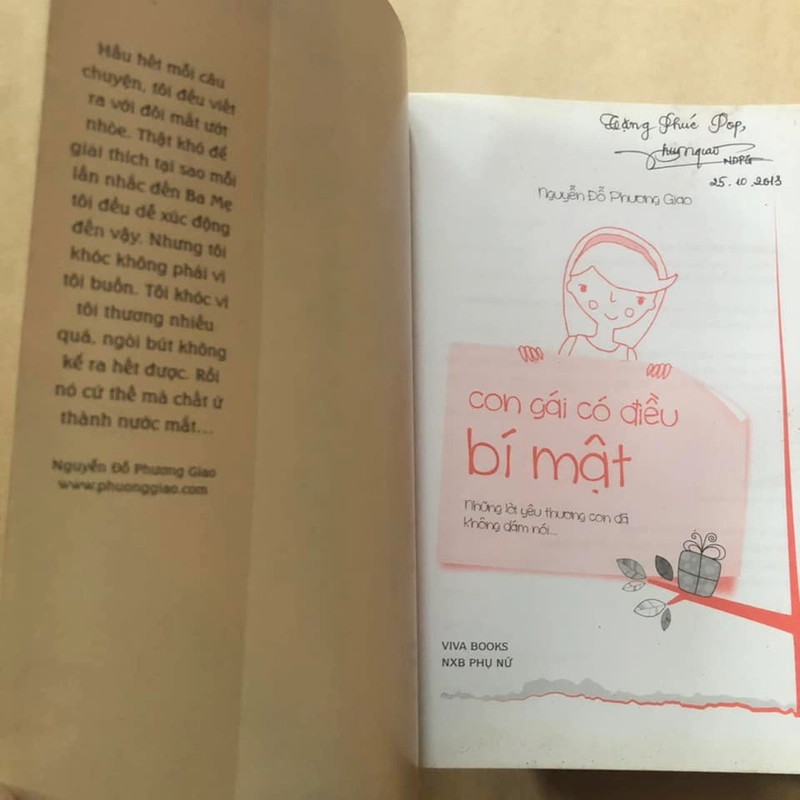 Hầu hết mỗi câu
chuyện, tôi đều viết
ra với đôi mắt ướt
nhòe. Thật khó để
giải thích tại sao mỗi
lần nhắc đến Ba Mẹ
tôi đều dễ xúc động
đến vậy. Nhưng tôi
khóc không phải vì
tôi buồn. Tôi khóc vì
tôi thương nhiều
quá, ngòi bút không
kể ra hết được. Rồi
nó cứ thế mà chất ứ
thành nước mắt...
Nguyễn Đỗ Phương Giao
www.phuonggiao.com
Tặng Phúc Pop,
NDPG
25.10.2013
Nguyễn Đỗ Phương Giao
con gái có điều
bí mật
Những lời yêu thương con đã
không dám nói...
VIVA BOOKS
NXB PHỤ NỮ